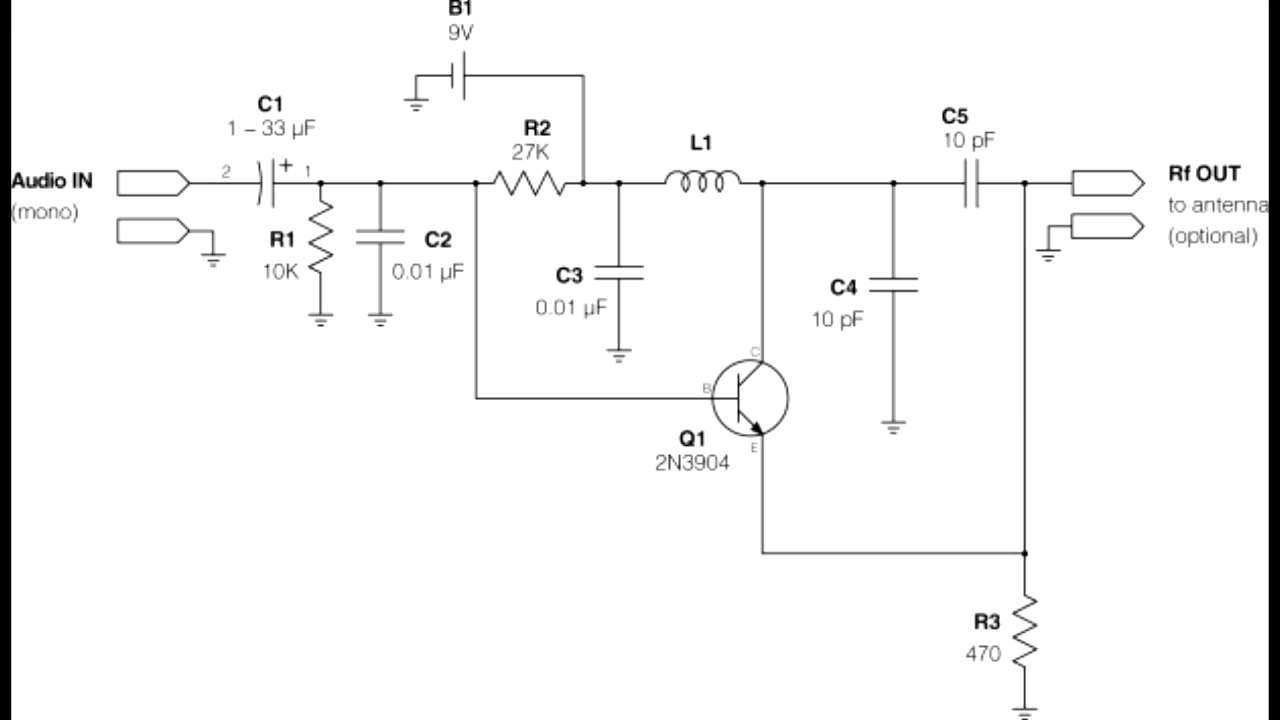 B1
9V
C1
1 – 33 µF
+
2
1
Audio IN
(mono)
R1
10K
C2
0.01 µF
R2
27K
L1
C3
0.01 µF
C5
10 pF
Rf OUT
to antenna
(optional)
C4
10 pF
C
B
E
Q1
2N3904
R3
470